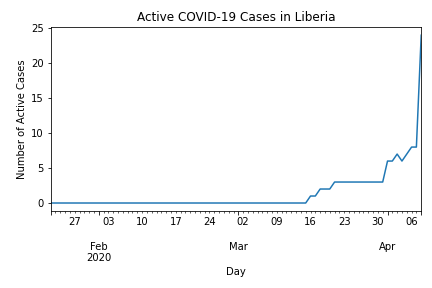 Active COVID-19 Cases in Liberia
25
20
15
10
5
0
Number of Active Cases
27 03 10 17 24 02 09 16 23 30 06
Feb Mar Apr
2020
Day